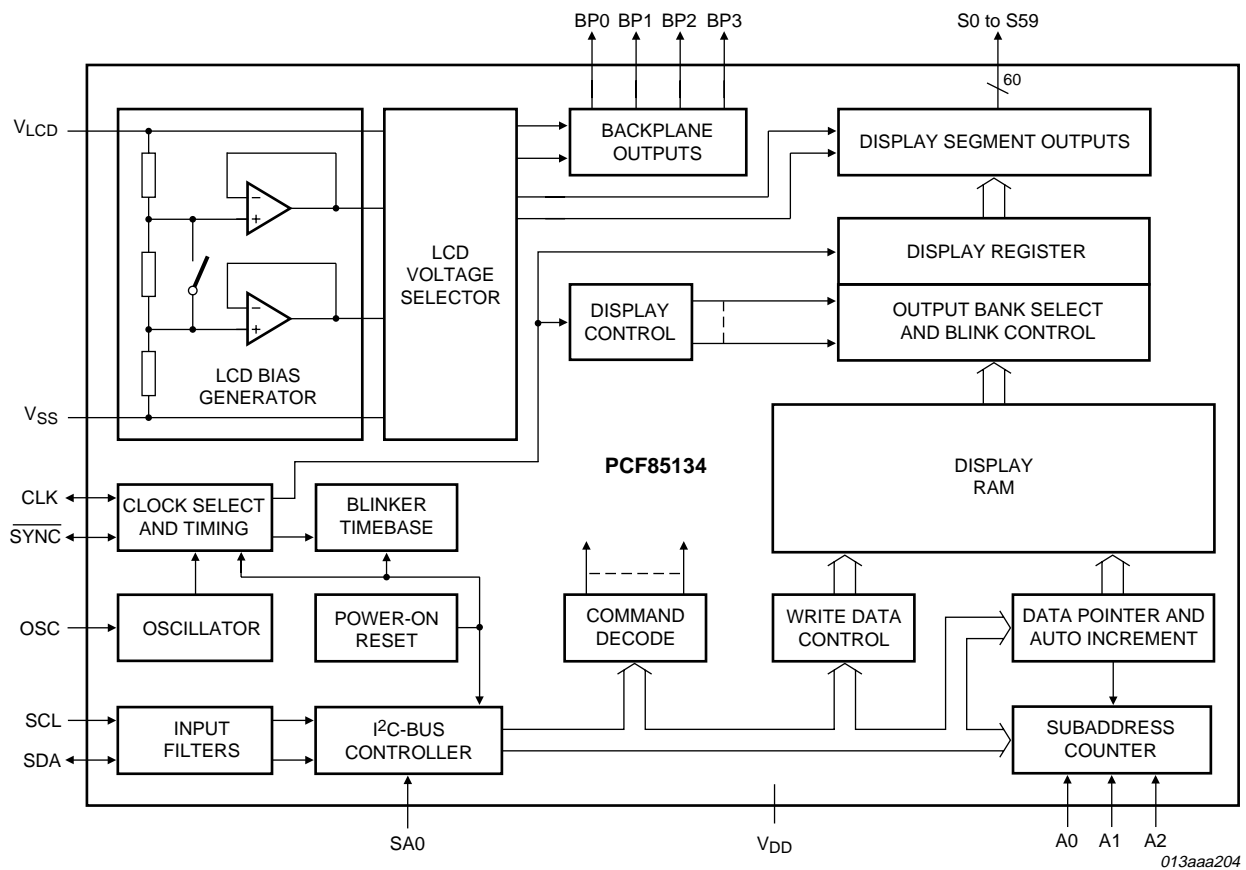 BP0 BP1 BP2 BP3
S0 to S59
60
VLCD
BACKPLANE
OUTPUTS
DISPLAY SEGMENT OUTPUTS
−
+
LCD
VOLTAGE
SELECTOR
DISPLAY REGISTER
−
+
DISPLAY
CONTROL
OUTPUT BANK SELECT
AND BLINK CONTROL
LCD BIAS
GENERATOR
VSS
PCF85134
DISPLAY
RAM
CLK
SYNC
CLOCK SELECT
AND TIMING
BLINKER
TIMEBASE
OSC
OSCILLATOR
POWER-ON
RESET
COMMAND
DECODE
WRITE DATA
CONTROL
DATA POINTER AND
AUTO INCREMENT
SCL
SDA
INPUT
FILTERS
I2C-BUS
CONTROLLER
SUBADDRESS
COUNTER
SA0
VDD
A0 A1 A2
013aaa204